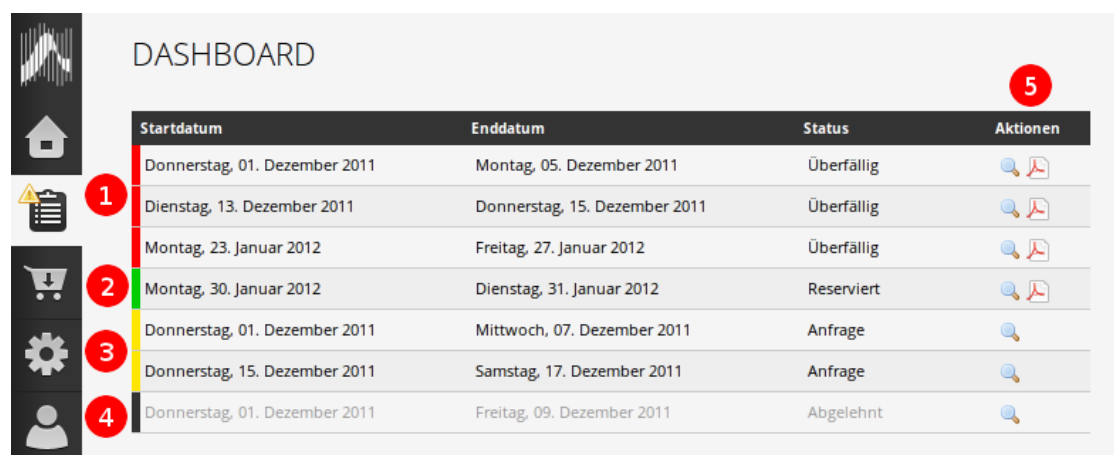 DASHBOARD
5
Startdatum Enddatum Status Aktionen
Donnerstag, 01. Dezember 2011 Montag, 05. Dezember 2011 Überfällig
1
Dienstag, 13. Dezember 2011 Donnerstag, 15. Dezember 2011 Überfällig
Montag, 23. Januar 2012 Freitag, 27. Januar 2012 Überfällig
2 Montag, 30. Januar 2012 Dienstag, 31. Januar 2012 Reserviert
Donnerstag, 01. Dezember 2011 Mittwoch, 07. Dezember 2011 Anfrage
3
Donnerstag, 15. Dezember 2011 Samstag, 17. Dezember 2011 Anfrage
4 Donnerstag, 01. Dezember 2011 Freitag, 09. Dezember 2011 Abgelehnt